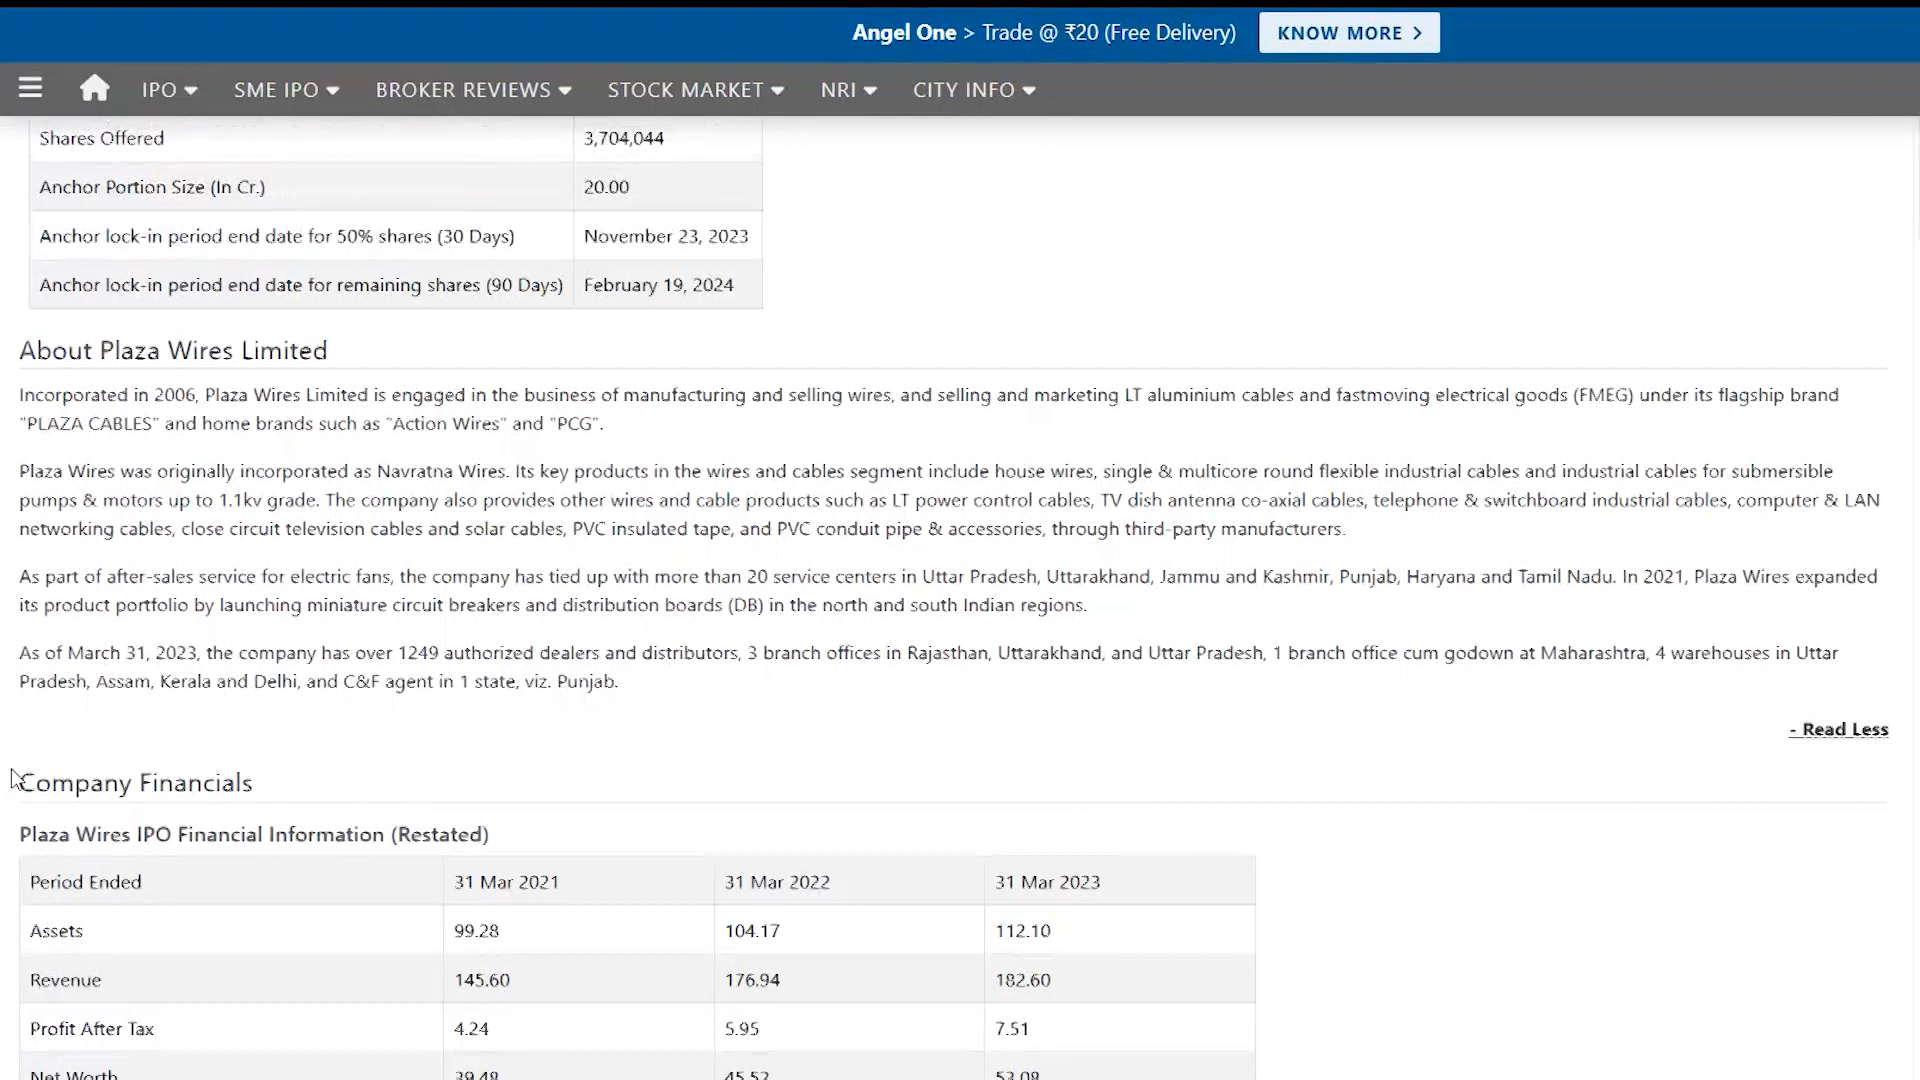 Angel One > Trade @ ₹20 (Free Delivery) KNOW MORE >
IPO SME IPO BROKER REVIEWS STOCK MARKET NRI CITY INFO
Shares Offered 3,704,044
Anchor Portion Size (In Cr.) 20.00
Anchor lock-in period end date for 50% shares (30 Days) November 23, 2023
Anchor lock-in period end date for remaining shares (90 Days) February 19, 2024
About Plaza Wires Limited
Incorporated in 2006, Plaza Wires Limited is engaged in the business of manufacturing and selling wires, and selling and marketing LT aluminium cables and fastmoving electrical goods (FMEG) under its flagship brand
"PLAZA CABLES" and home brands such as "Action Wires" and "PCG".
Plaza Wires was originally incorporated as Navratna Wires. Its key products in the wires and cables segment include house wires, single & multicore round flexible industrial cables and industrial cables for submersible
pumps & motors up to 1.1kv grade. The company also provides other wires and cable products such as LT power control cables, TV dish antenna co-axial cables, telephone & switchboard industrial cables, computer & LAN
networking cables, close circuit television cables and solar cables, PVC insulated tape, and PVC conduit pipe & accessories, through third-party manufacturers.
As part of after-sales service for electric fans, the company has tied up with more than 20 service centers in Uttar Pradesh, Uttarakhand, Jammu and Kashmir, Punjab, Haryana and Tamil Nadu. In 2021, Plaza Wires expanded
its product portfolio by launching miniature circuit breakers and distribution boards (DB) in the north and south Indian regions.
As of March 31, 2023, the company has over 1249 authorized dealers and distributors, 3 branch offices in Rajasthan, Uttarakhand, and Uttar Pradesh, 1 branch office cum godown at Maharashtra, 4 warehouses in Uttar
Pradesh, Assam, Kerala and Delhi, and C&F agent in 1 state, viz. Punjab.
- Read Less
Company Financials
Plaza Wires IPO Financial Information (Restated)
Period Ended 31 Mar 2021 31 Mar 2022 31 Mar 2023
Assets 99.28 104.17 112.10
Revenue 145.60 176.94 182.60
Profit After Tax 4.24 5.95 7.51
Net Worth 39.48 45.52 53.08